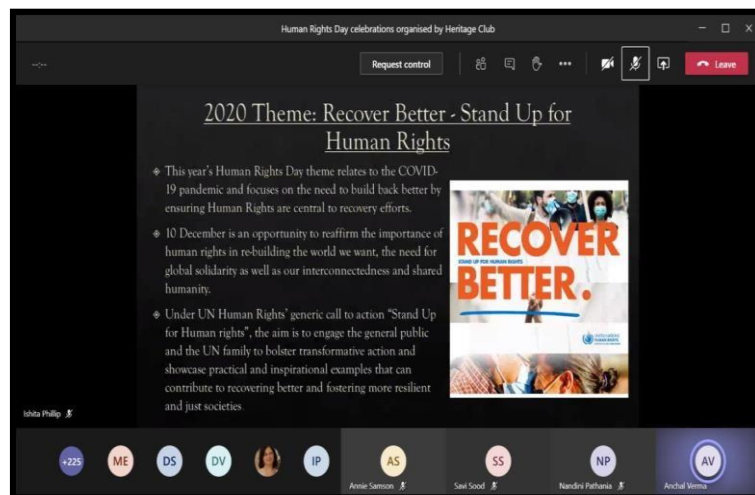 Human Rights Day celebrations organised by Heritage Club
--:--
Request control
Leave
2020 Theme: Recover Better - Stand Up for
Human Rights
This year's Human Rights Day theme relates to the COVID-
19 pandemic and focuses on the need to build back better by
ensuring Human Rights are central to recovery efforts.
10 December is an opportunity to reaffirm the importance of
human rights in re-building the world we want, the need for
global solidarity as well as our interconnectedness and shared
humanity.
Under UN Human Rights' generic call to action "Stand Up
for Human rights", the aim is to engage the general public
and the UN family to bolster transformative action and
showcase practical and inspirational examples that can
contribute to recovering better and fostering more resilient
and just societies
RECOVER
STAND UP FOR HUMAN RIGHTS
BETTER.
HUMAN RIGHTS
Ishita Phillip
+225
ME
DS
DV
IP
AS
SS
NP
AV
Annie Samson
Savi Sood
Nandini Pathania
Anchal Verma